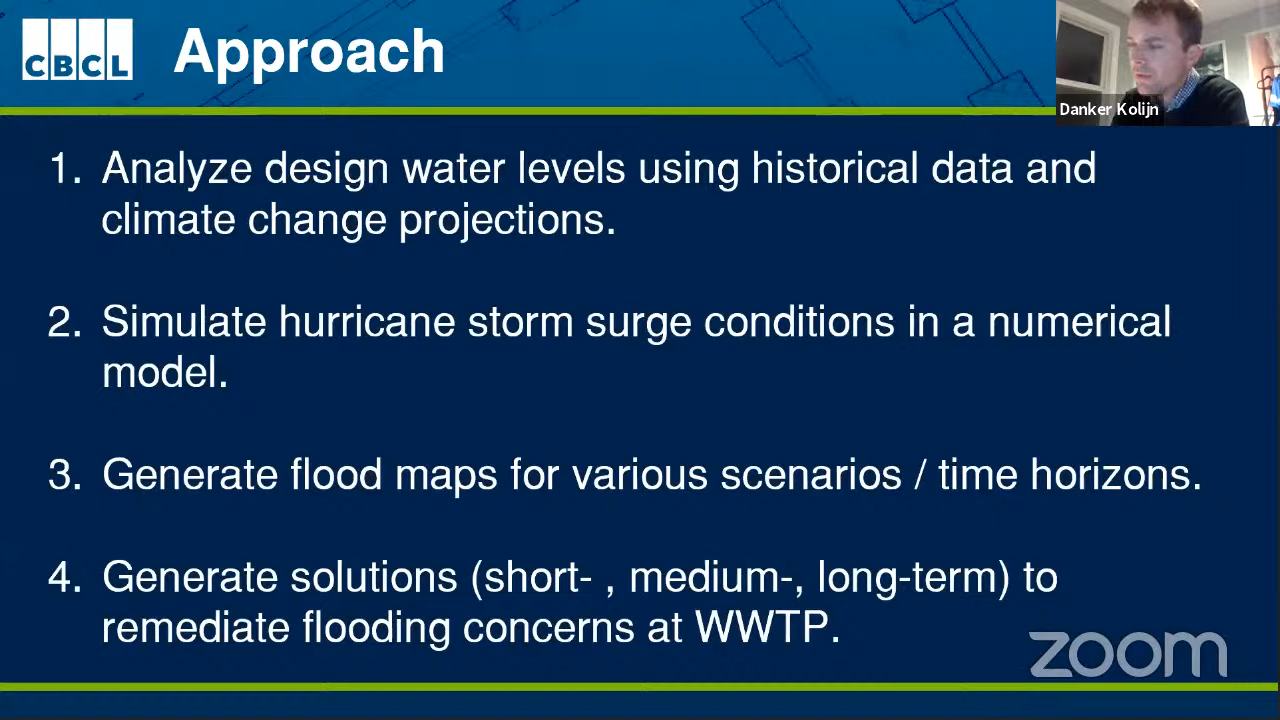 CBCL
Approach
Danker Kolijn
1. Analyze design water levels using historical data and
climate change projections.
2. Simulate hurricane storm surge conditions in a numerical
model.
3. Generate flood maps for various scenarios / time horizons.
4. Generate solutions (short- , medium-, long-term) to
remediate flooding concerns at WWTP.
zoom